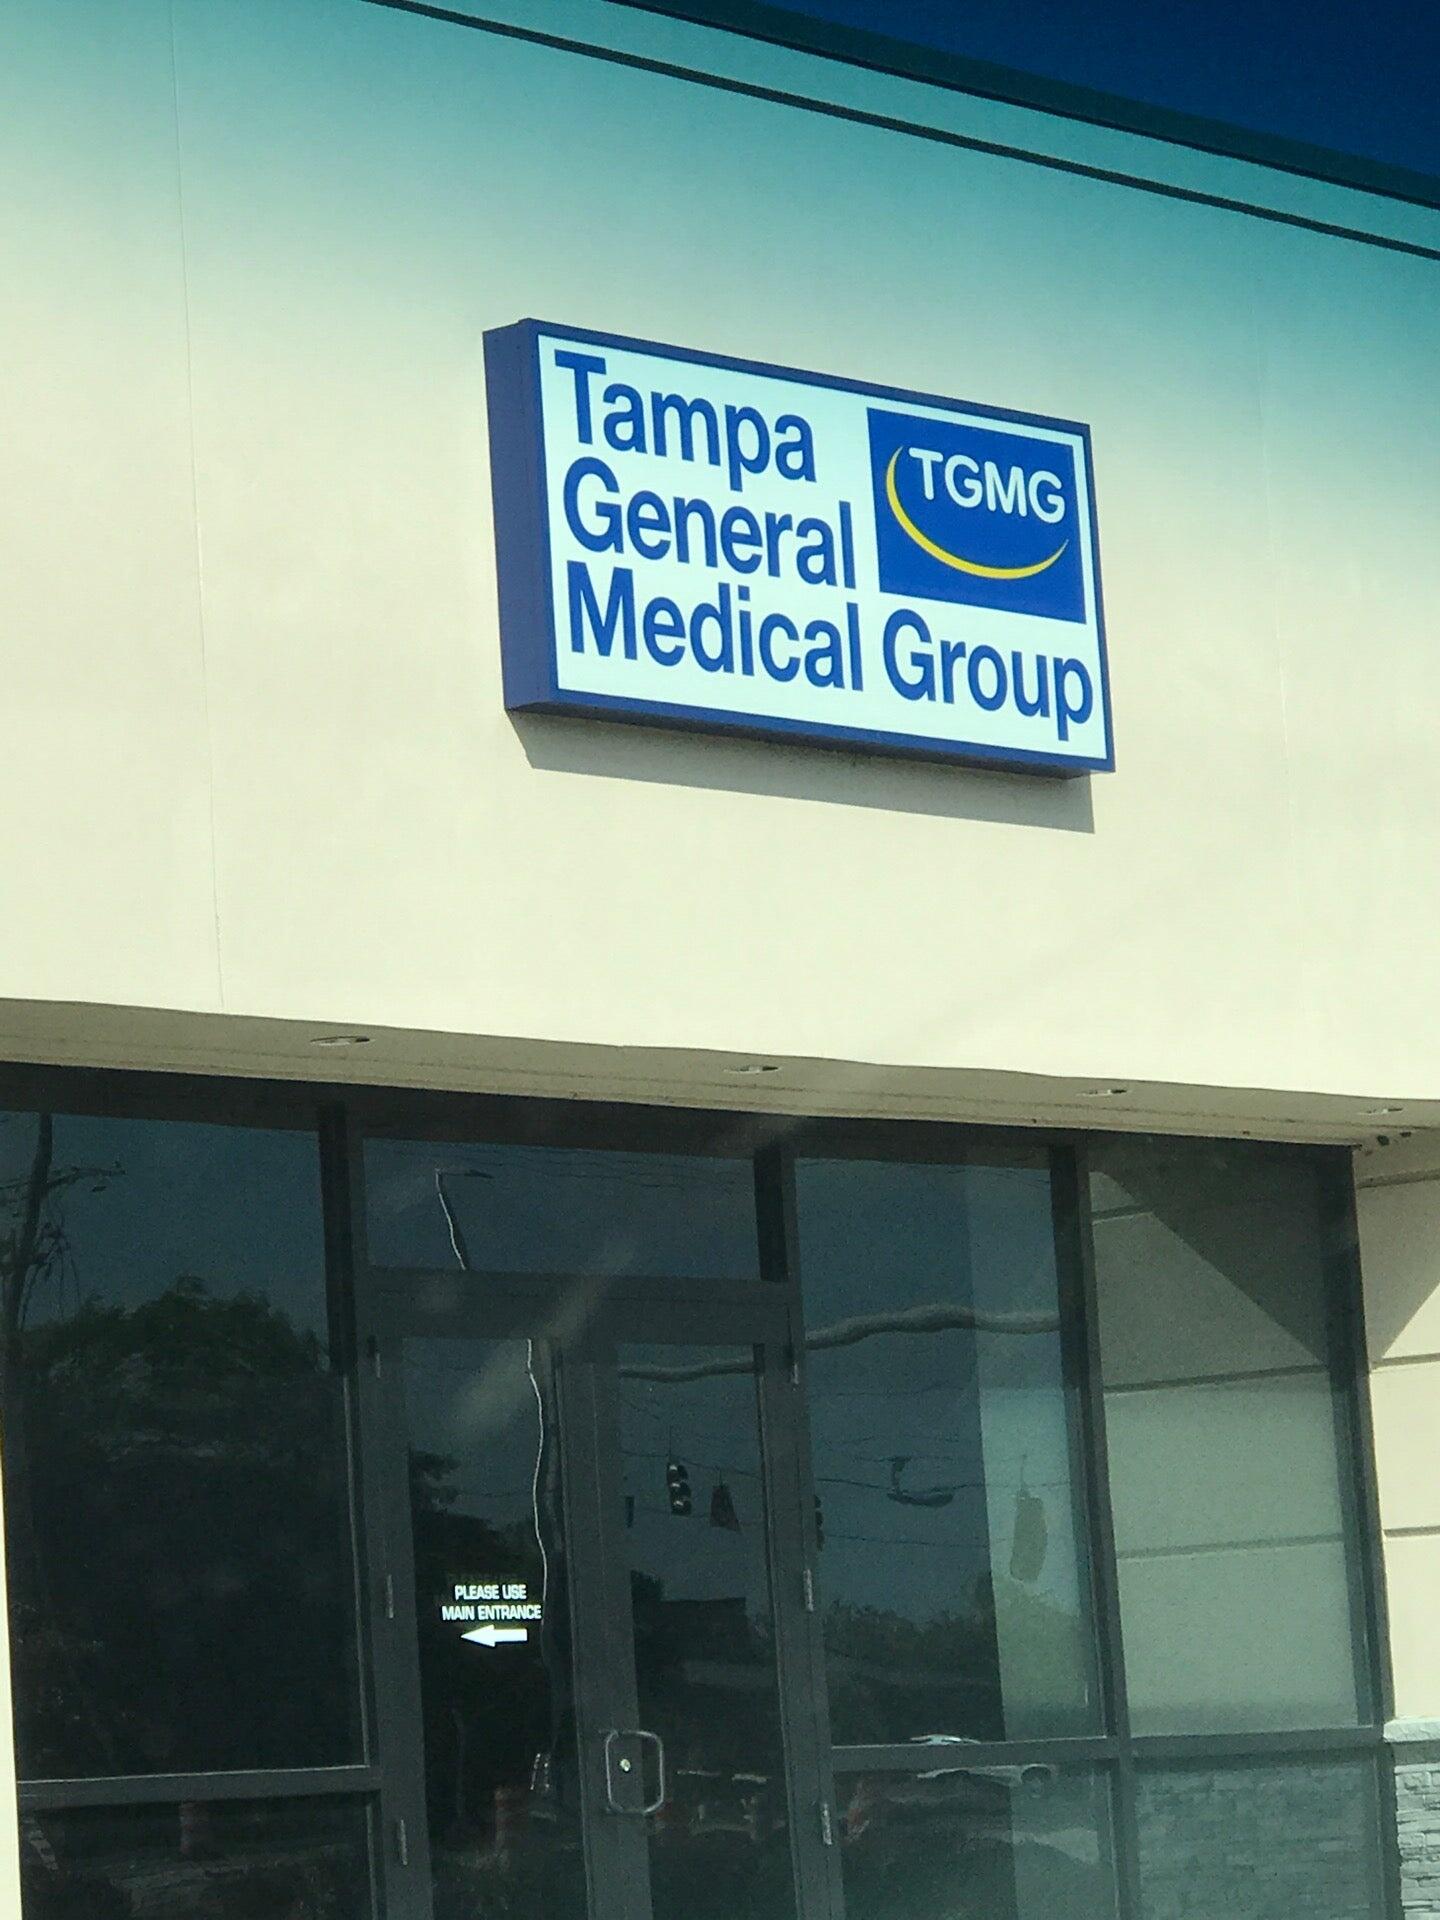 Tampa
General
Medical Group
TGMG
PLEASE USE
MAIN ENTRANCE